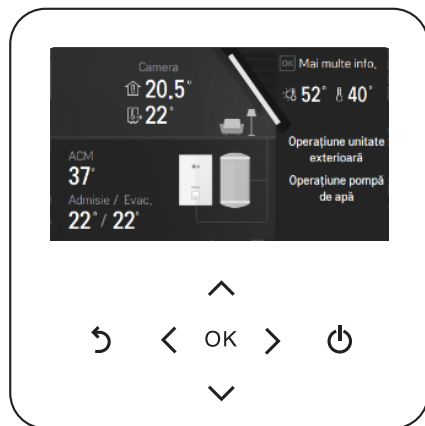 Camera
20.5°
22°
OK Mai multe info.
52° 40°
Operațiune unitate
exterioară
Operațiune pompă
de apă
ACM
37°
Admisie / Evac.
22° / 22°
OK